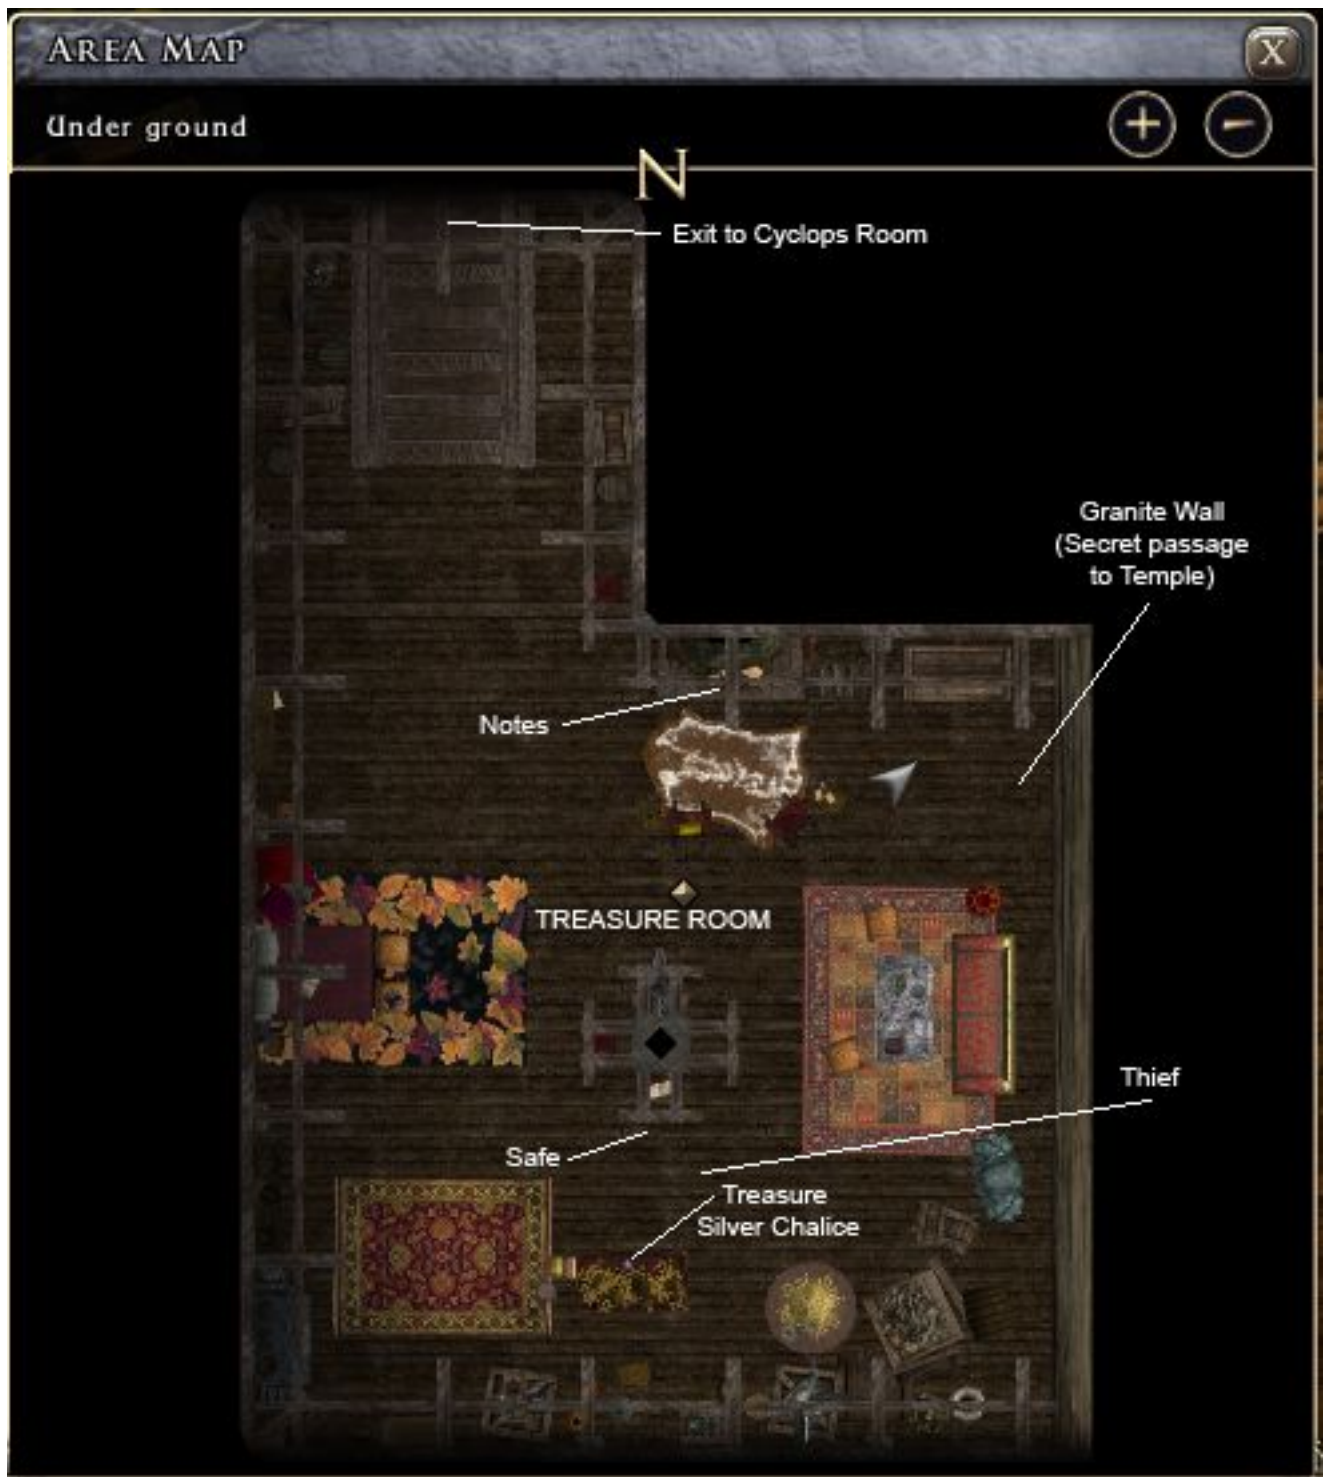 AREA MAP
X
Under ground
+ -
N
Exit to Cyclops Room
Granite Wall
(Secret passage
to Temple)
Notes
TREASURE ROOM
Thief
Safe
Treasure
Silver Chalice